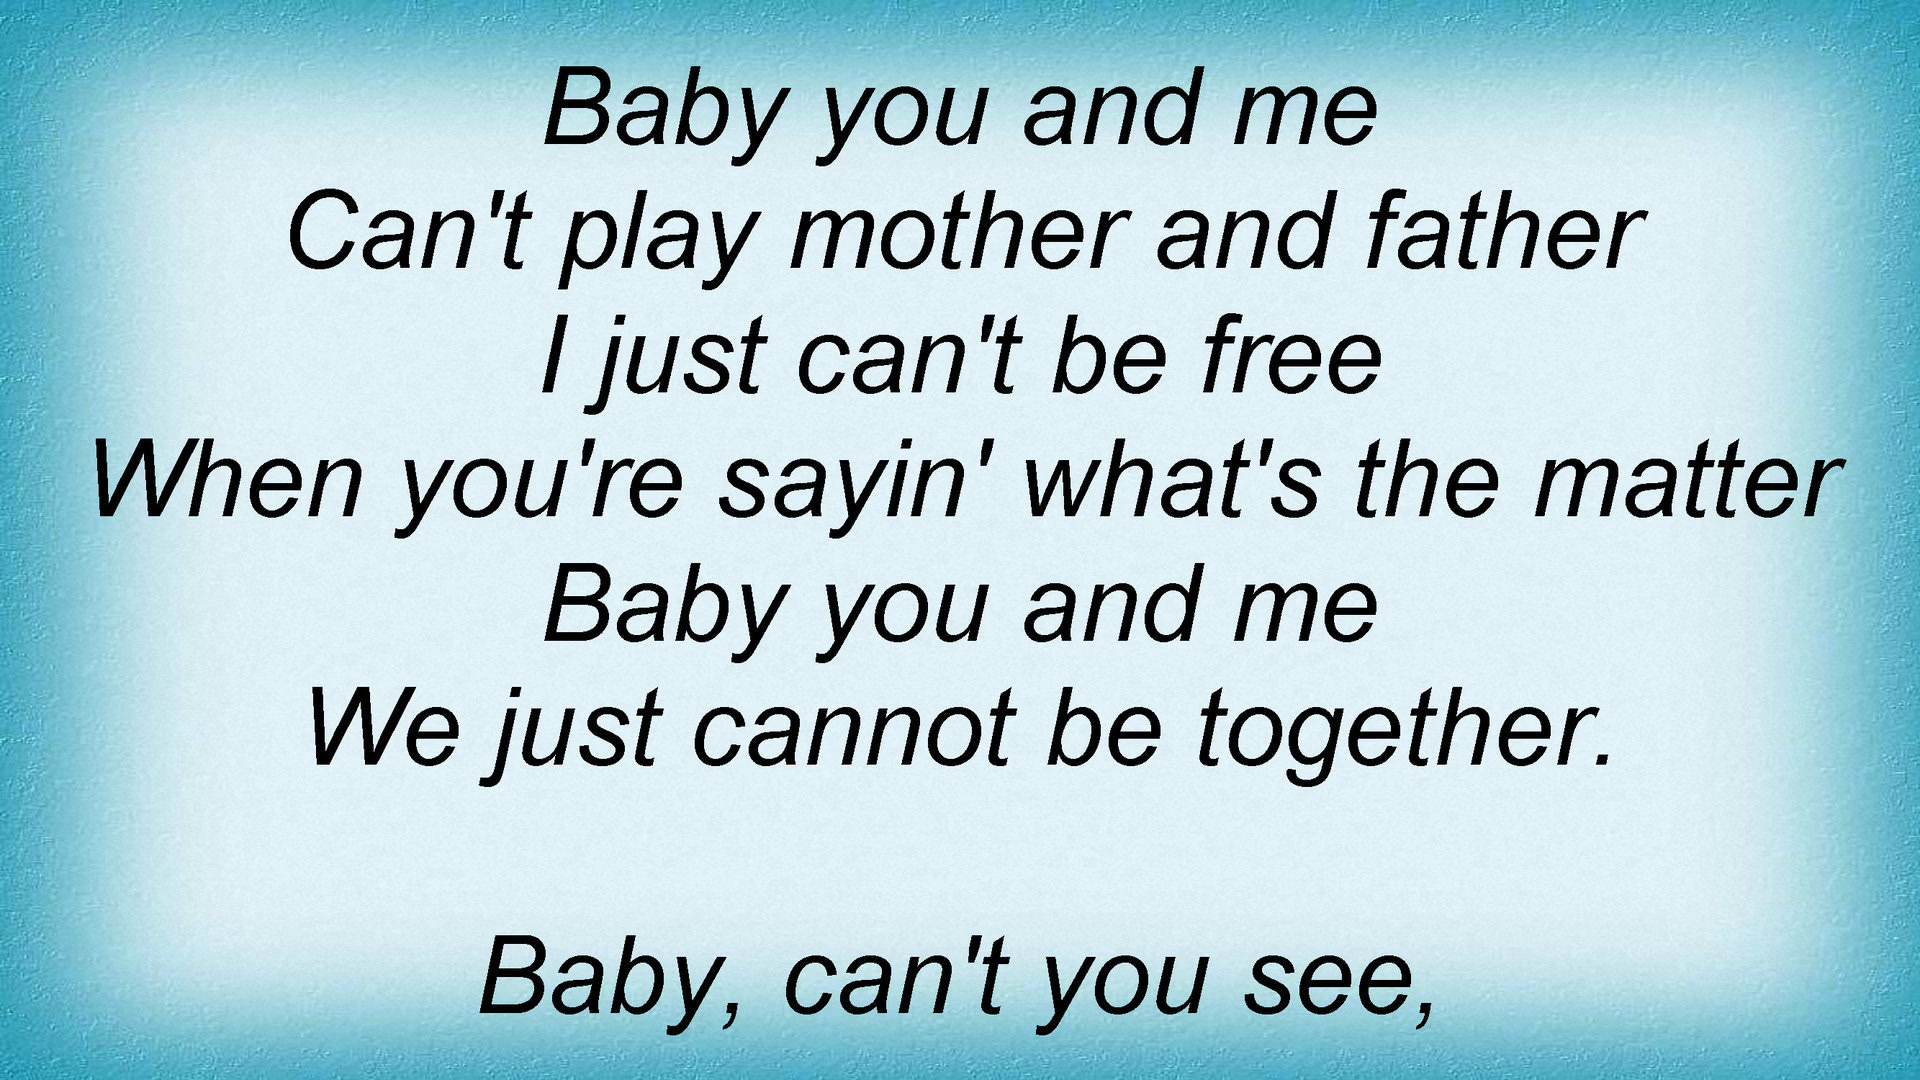 Baby you and me
Can't play mother and father
I just can't be free
When you're sayin' what's the matter
Baby you and me
We just cannot be together.
Baby, can't you see,